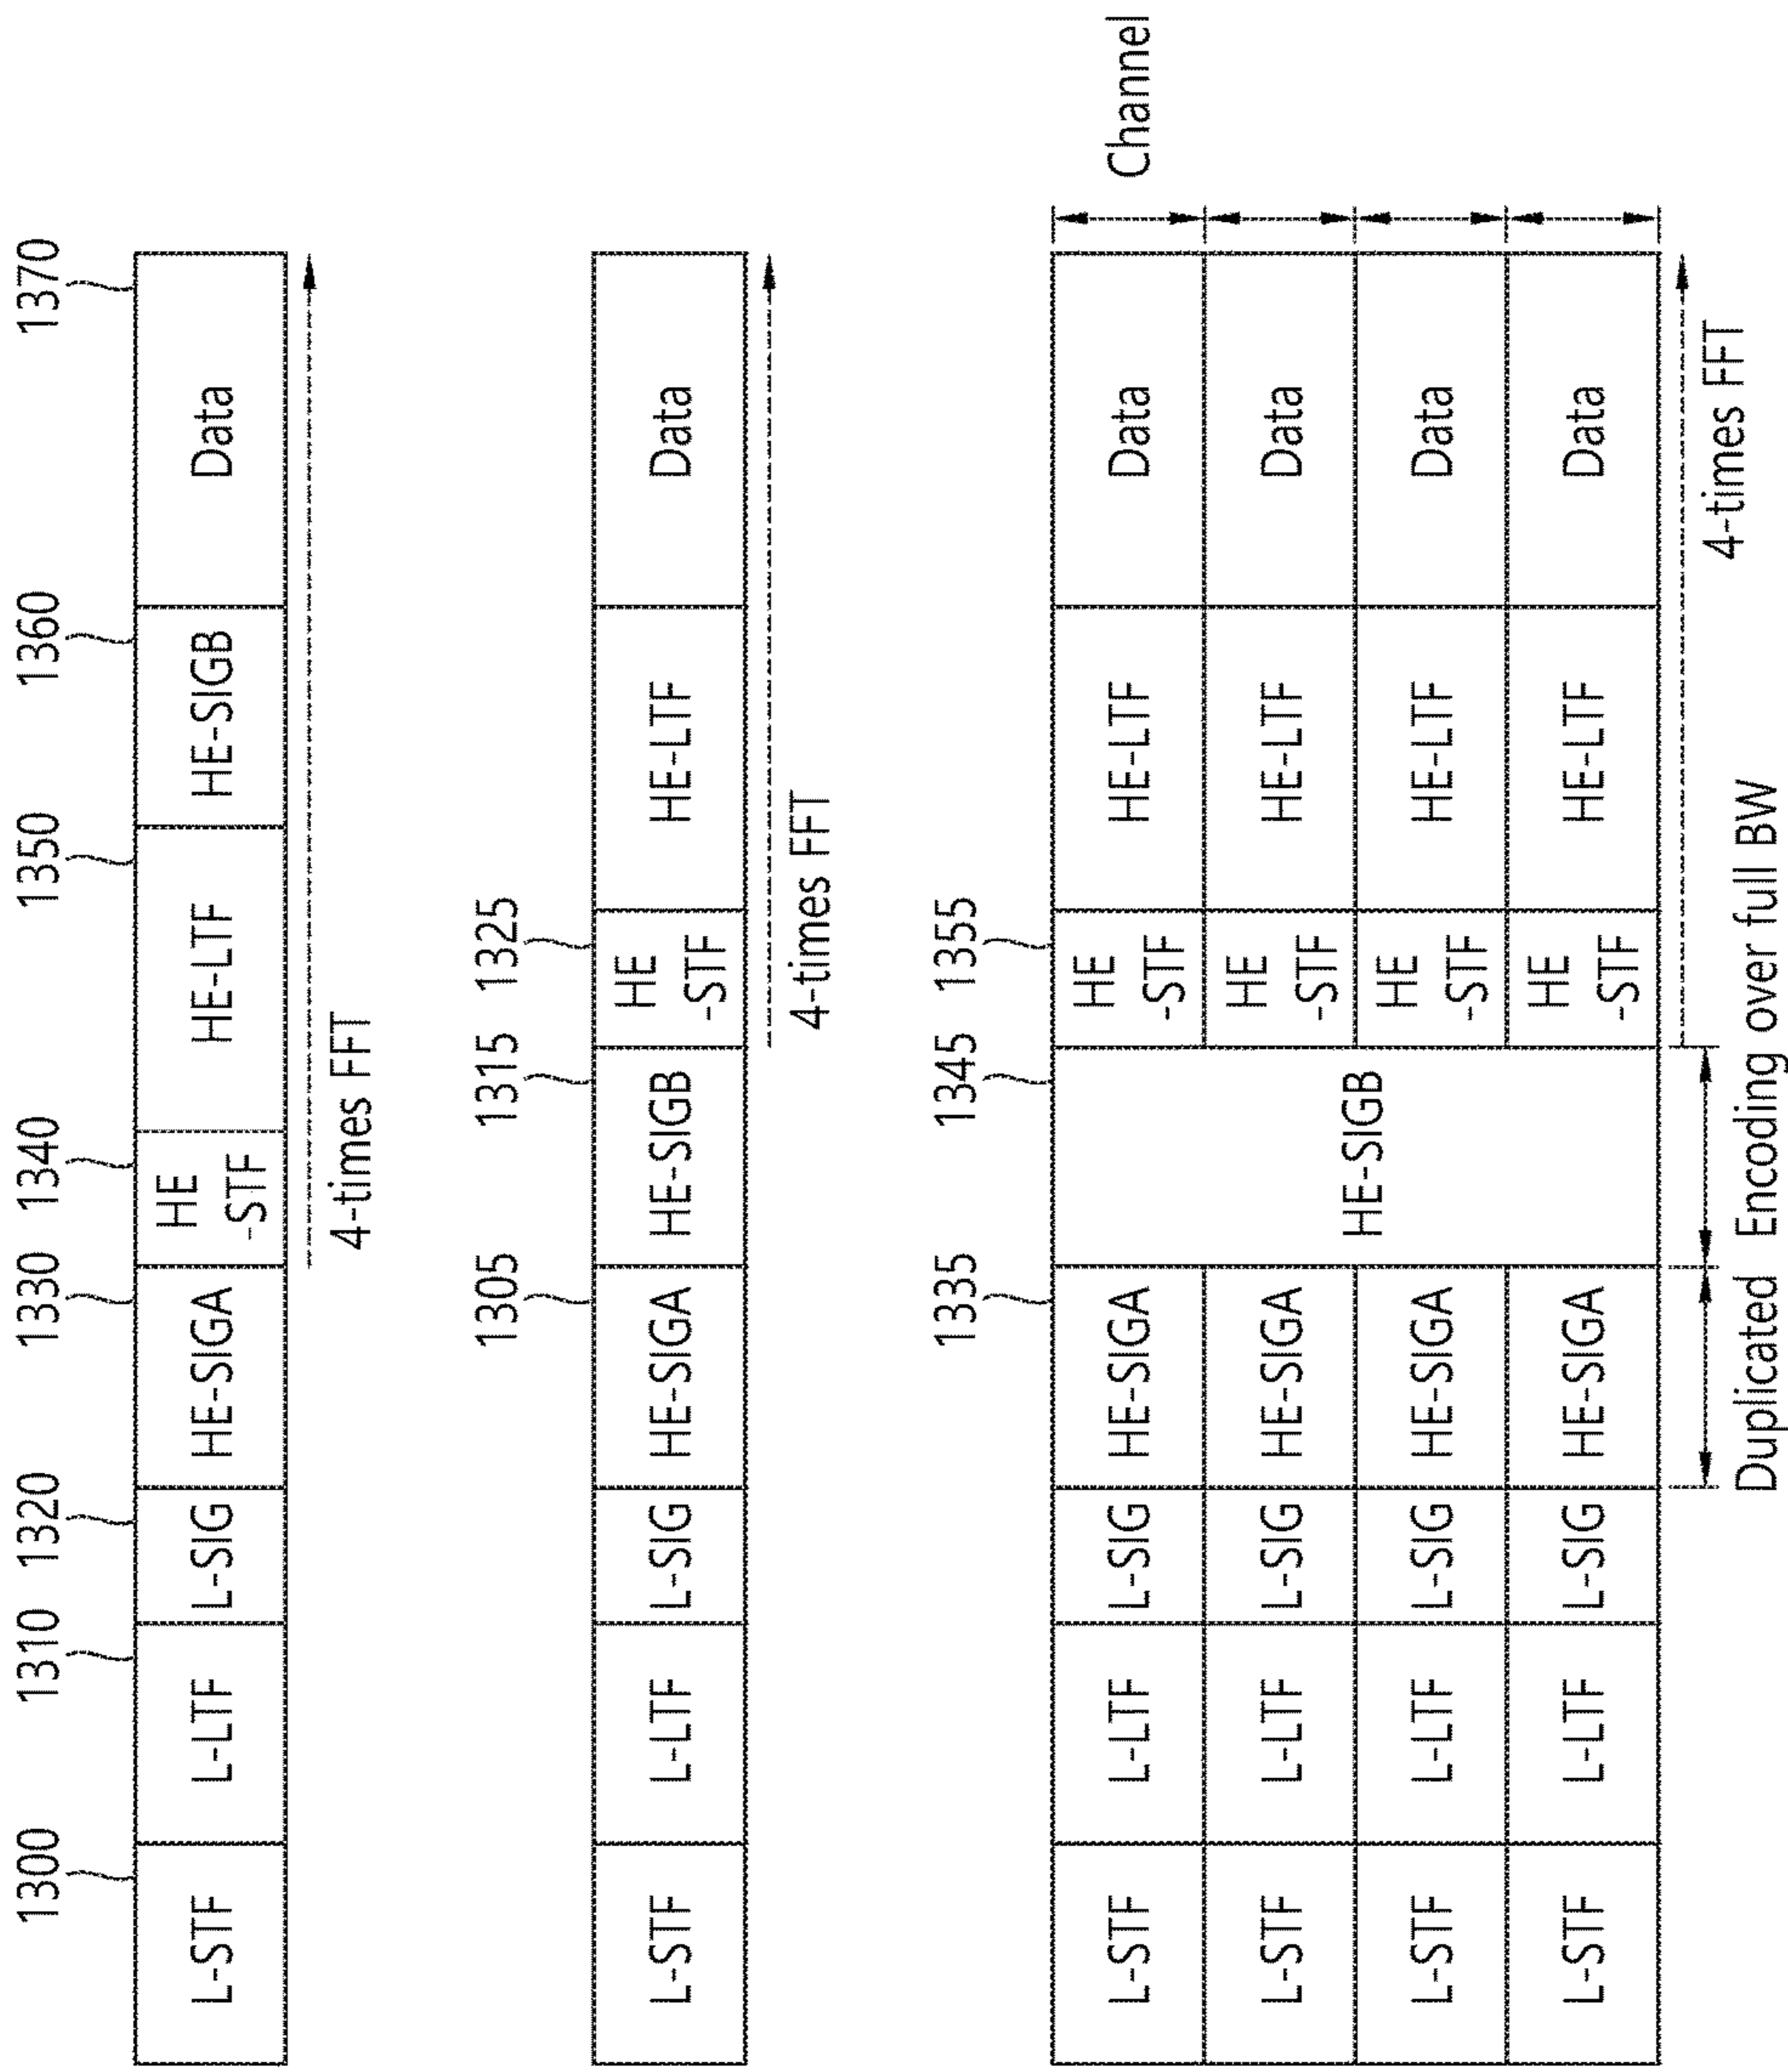 1300 1310 1320 1330 1340 1350 1360 1370
L-STF L-LTF L-SIG HE-SIGA HE -STF HE-LTF HE-SIGB Data
4-times FFT
1305 1315 1325
L-STF L-LTF L-SIG HE-SIGA HE-SIGB HE -STF HE-LTF Data
4-times FFT
1335 1345 1355
Channel
L-STF L-LTF L-SIG HE-SIGA HE -STF HE-LTF Data
L-STF L-LTF L-SIG HE-SIGA HE -STF HE-LTF Data
HE-SIGB
L-STF L-LTF L-SIG HE-SIGA HE -STF HE-LTF Data
L-STF L-LTF L-SIG HE-SIGA HE -STF HE-LTF Data
4-times FFT
Duplicated Encoding over full BW